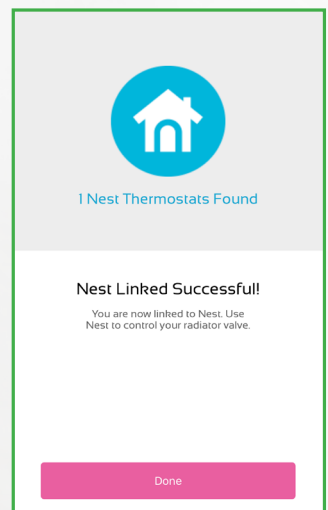 1 Nest Thermostats Found
Nest Linked Successful!
You are now linked to Nest. Use
Nest to control your radiator valve.
Done